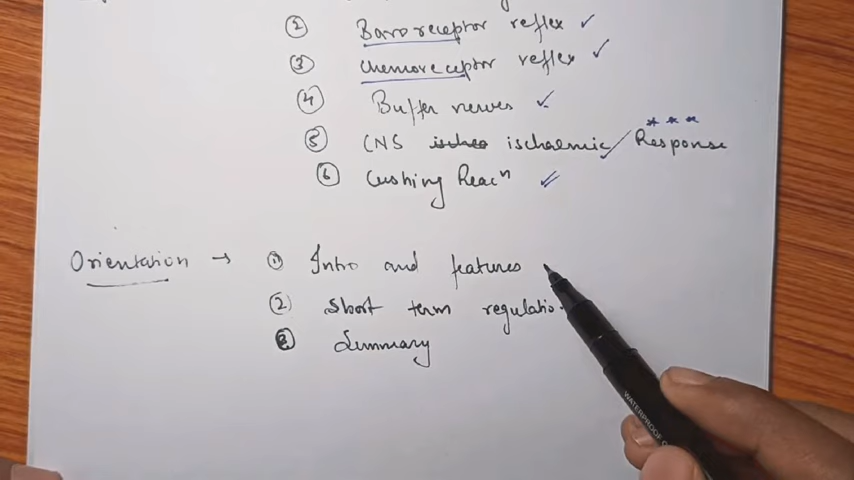 ② Baroreceptor reflex ✓
③ chemoreceptor reflex ✓
④ Buffer nerves ✓
⑤ CNS ischaemic Response ***
⑥ Cushing Reacⁿ ✓
Orientation → ① Intro and features
② Short term regulatio
③ Summary
WATERPROOF